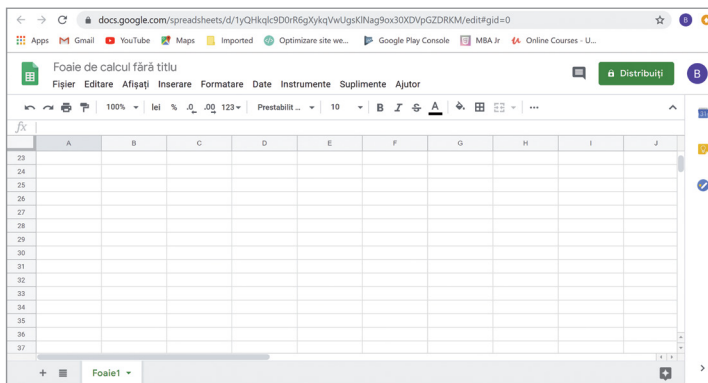 docs.google.com/spreadsheets/d/1yQHkqlc9D0rR6gXykqVwUgsKlNag9ox30XDVpGZDRKM/edit#gid=0 B
Apps Gmail YouTube Maps Imported Optimizare site we... Google Play Console MBA Jr Online Courses - U...
Foaie de calcul fără titlu
Fișier Editare Afișați Inserare Formatare Date Instrumente Suplimente Ajutor
Distribuiți B
100% lei % .0 .00 123 Prestabilit ... 10 B I S A ...
31
fx
A B C D E F G H I J
23
24
25
26
27
28
29
30
31
32
33
34
35
36
37
+ Foaie1